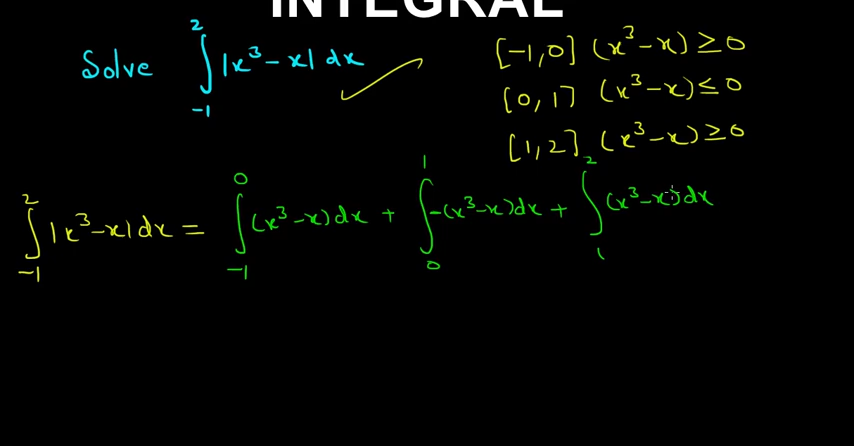 INTEGRAL
Solve ∫_{-1}^{2} |x³-x| dx
[-1,0] (x³-x) ≥ 0
[0,1] (x³-x) ≤ 0
[1,2] (x³-x) ≥ 0
∫_{-1}^{2} |x³-x| dx = ∫_{-1}^{0} (x³-x) dx + ∫_{0}^{1} -(x³-x) dx + ∫_{1}^{2} (x³-x) dx